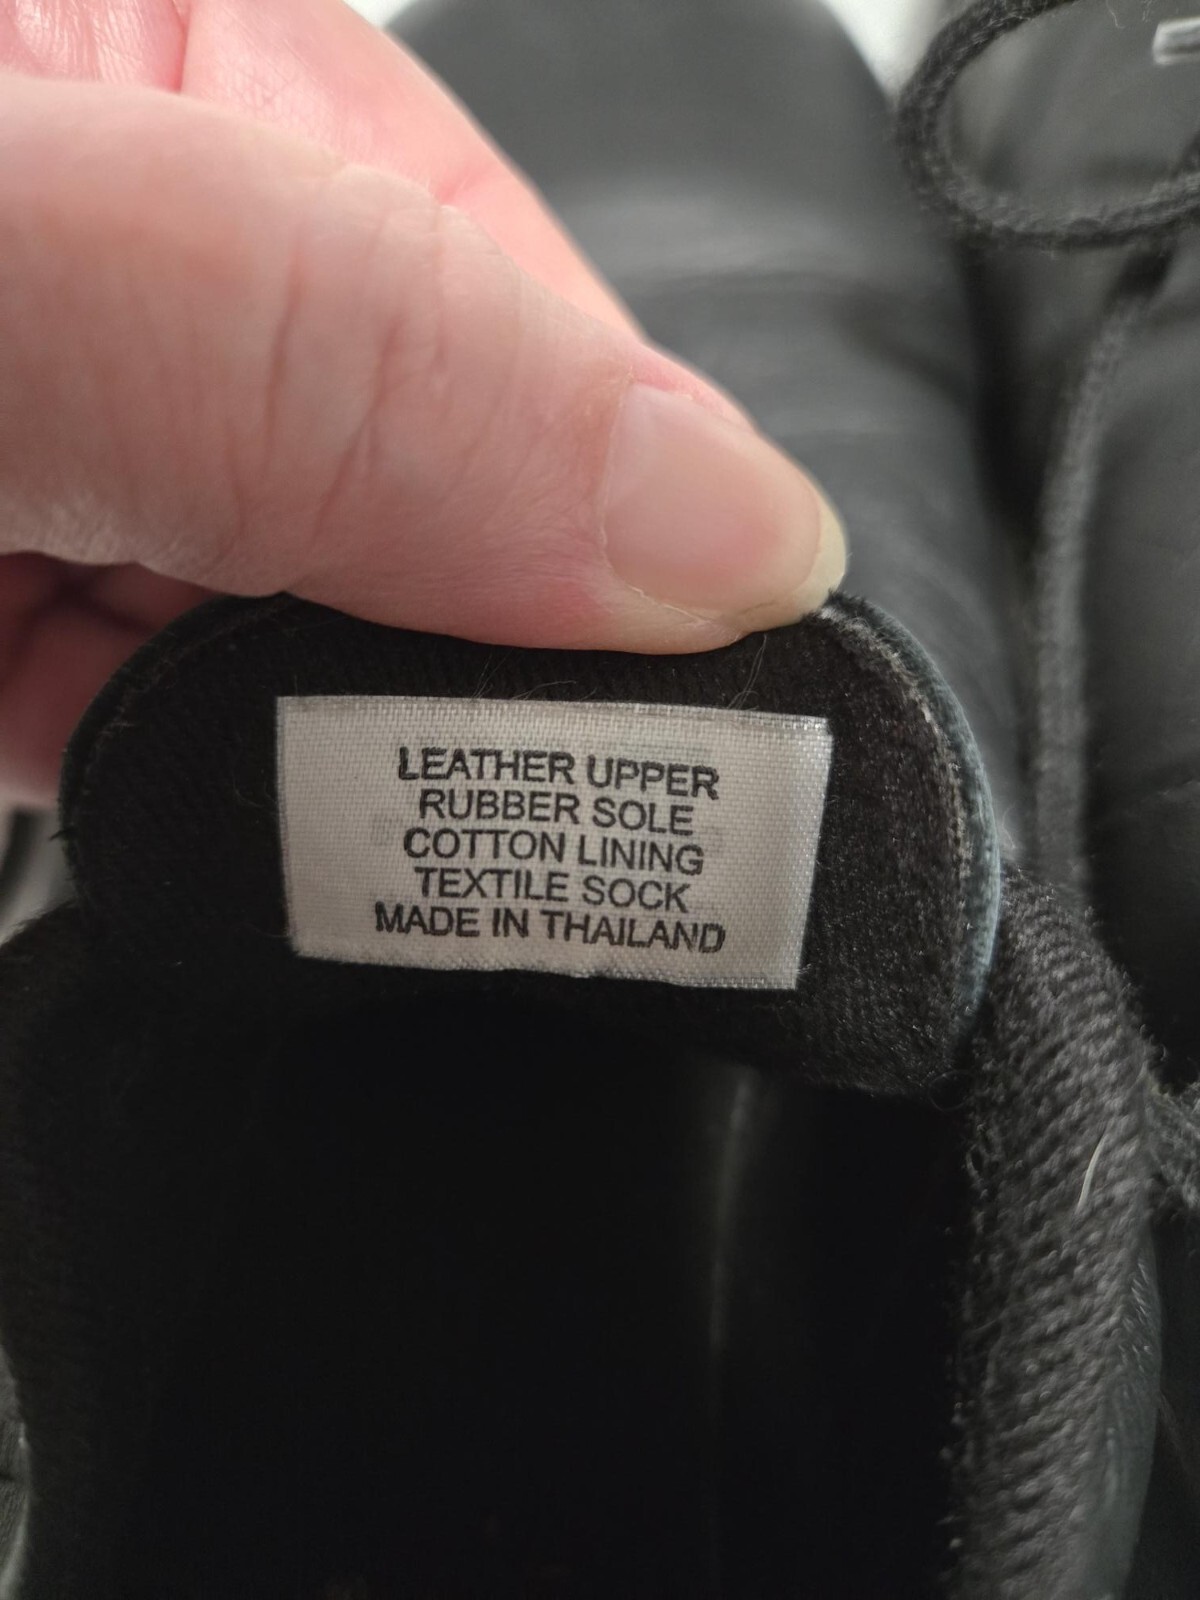 LEATHER UPPER
RUBBER SOLE
COTTON LINING
TEXTILE SOCK
MADE IN THAILAND